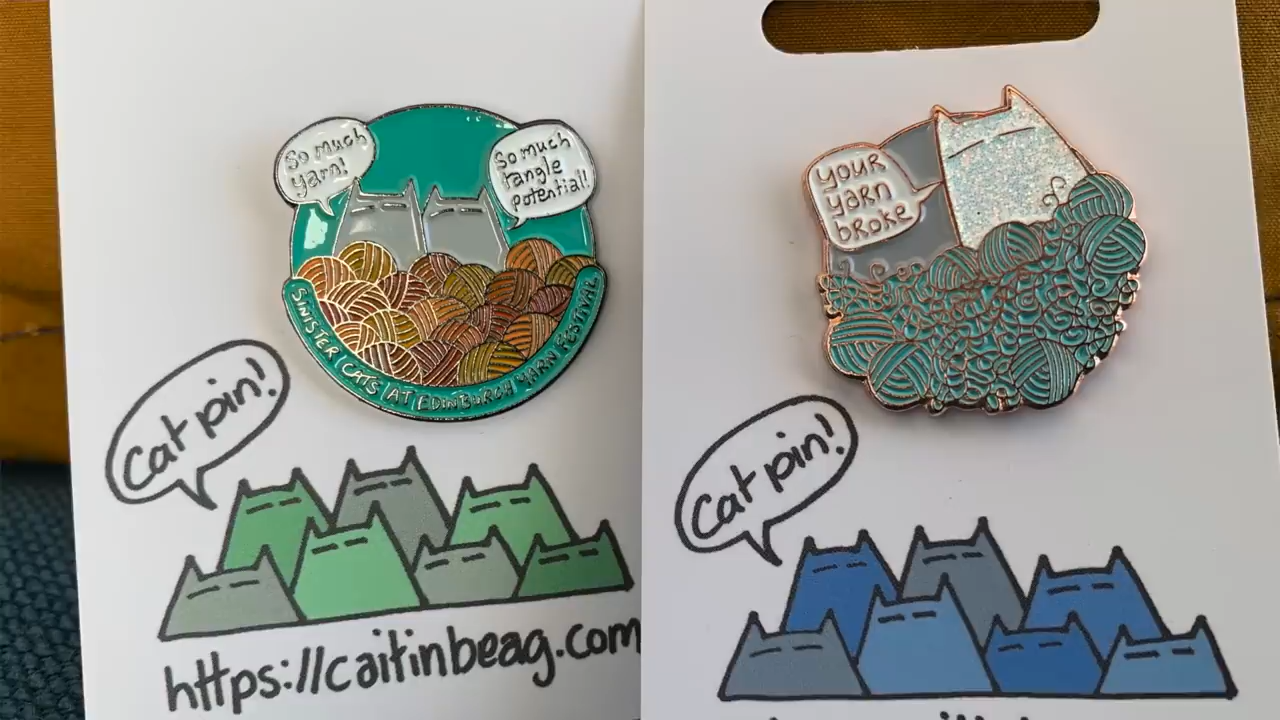 So much
yarn!
So much
tangle
potential!
SINISTER CATS AT EDINBURGH YARN FESTIVAL
Cat pin!
https://caitinbeag.com
YOUR
YARN
BROKE
Cat pin!